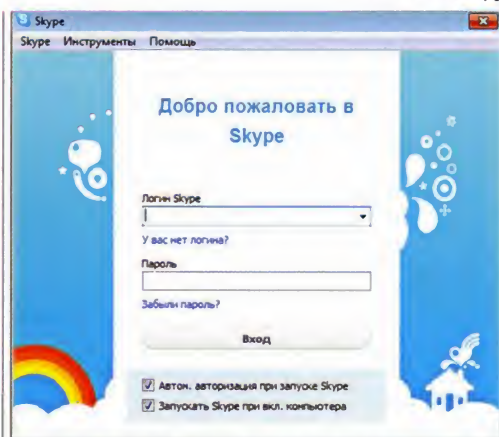 Skype
Skype Инструменты Помощь
Добро пожаловать в
Skype
Логин Skype
У вас нет логина?
Пароль
Забыли пароль?
Вход
Автом. авторизация при запуске Skype
Запускать Skype при вкл. компьютера